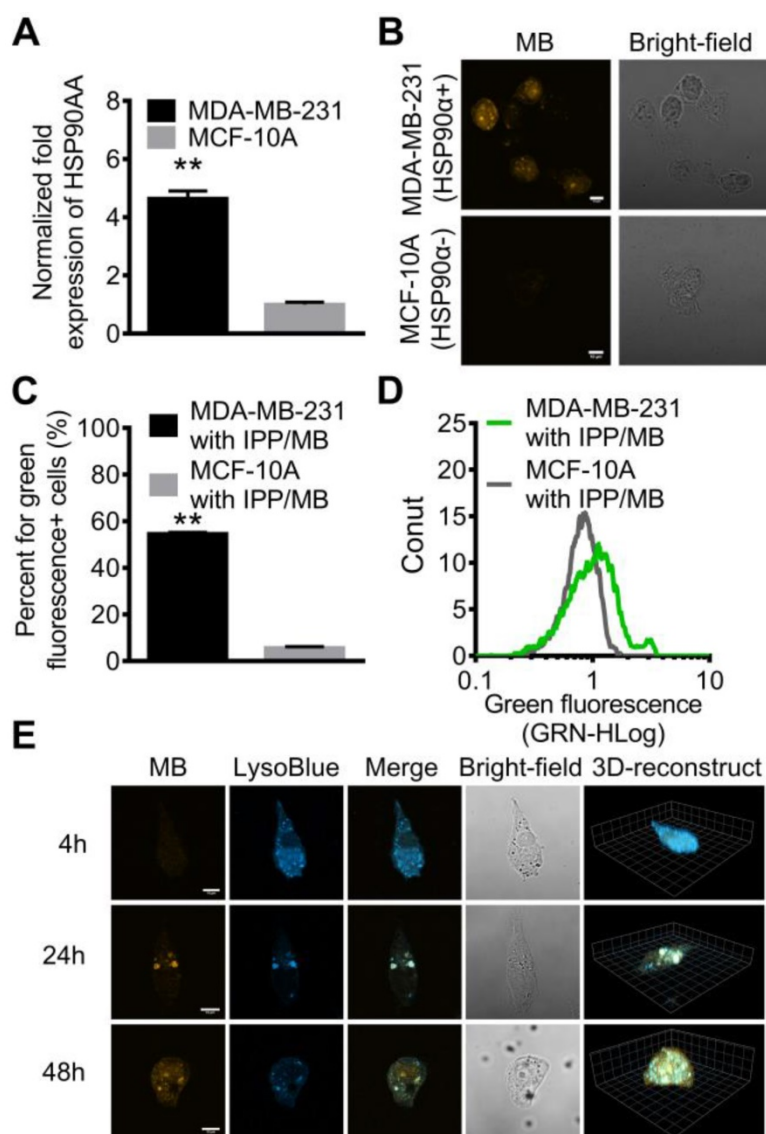 A
Normalized fold
expression of HSP90AA
8
6
4
2
0
MDA-MB-231
MCF-10A
**
B
MB
Bright-field
MDA-MB-231
(HSP90α+)
MCF-10A
(HSP90α-)
C
Percent for green
fluorescence+ cells (%)
100
80
60
40
20
0
MDA-MB-231
with IPP/MB
MCF-10A
with IPP/MB
**
D
MDA-MB-231
with IPP/MB
MCF-10A
with IPP/MB
Conut
25
20
15
10
5
0
0.1
1
10
Green fluorescence
(GRN-HLog)
E
MB
LysoBlue
Merge
Bright-field
3D-reconstruct
4h
24h
48h